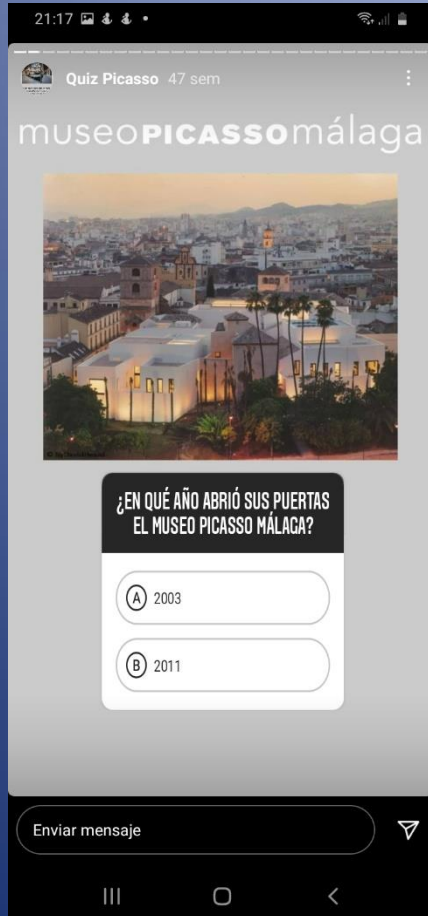 21:17
Quiz Picasso 47 sem
museoPICASSOmálaga
¿EN QUÉ AÑO ABRIÓ SUS PUERTAS
EL MUSEO PICASSO MÁLAGA?
A 2003
B 2011
Enviar mensaje